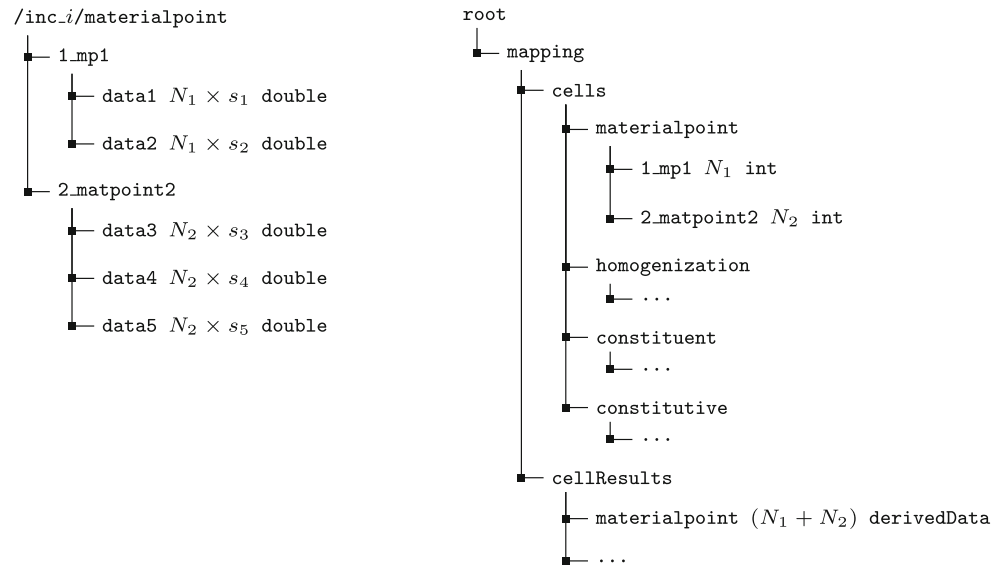 /inc_i/materialpoint
1_mp1
data1 N₁ × s₁ double
data2 N₁ × s₂ double
2_matpoint2
data3 N₂ × s₃ double
data4 N₂ × s₄ double
data5 N₂ × s₅ double
root
mapping
cells
materialpoint
1_mp1 N₁ int
2_matpoint2 N₂ int
homogenization
...
constituent
...
constitutive
...
cellResults
materialpoint (N₁ + N₂) derivedData
...